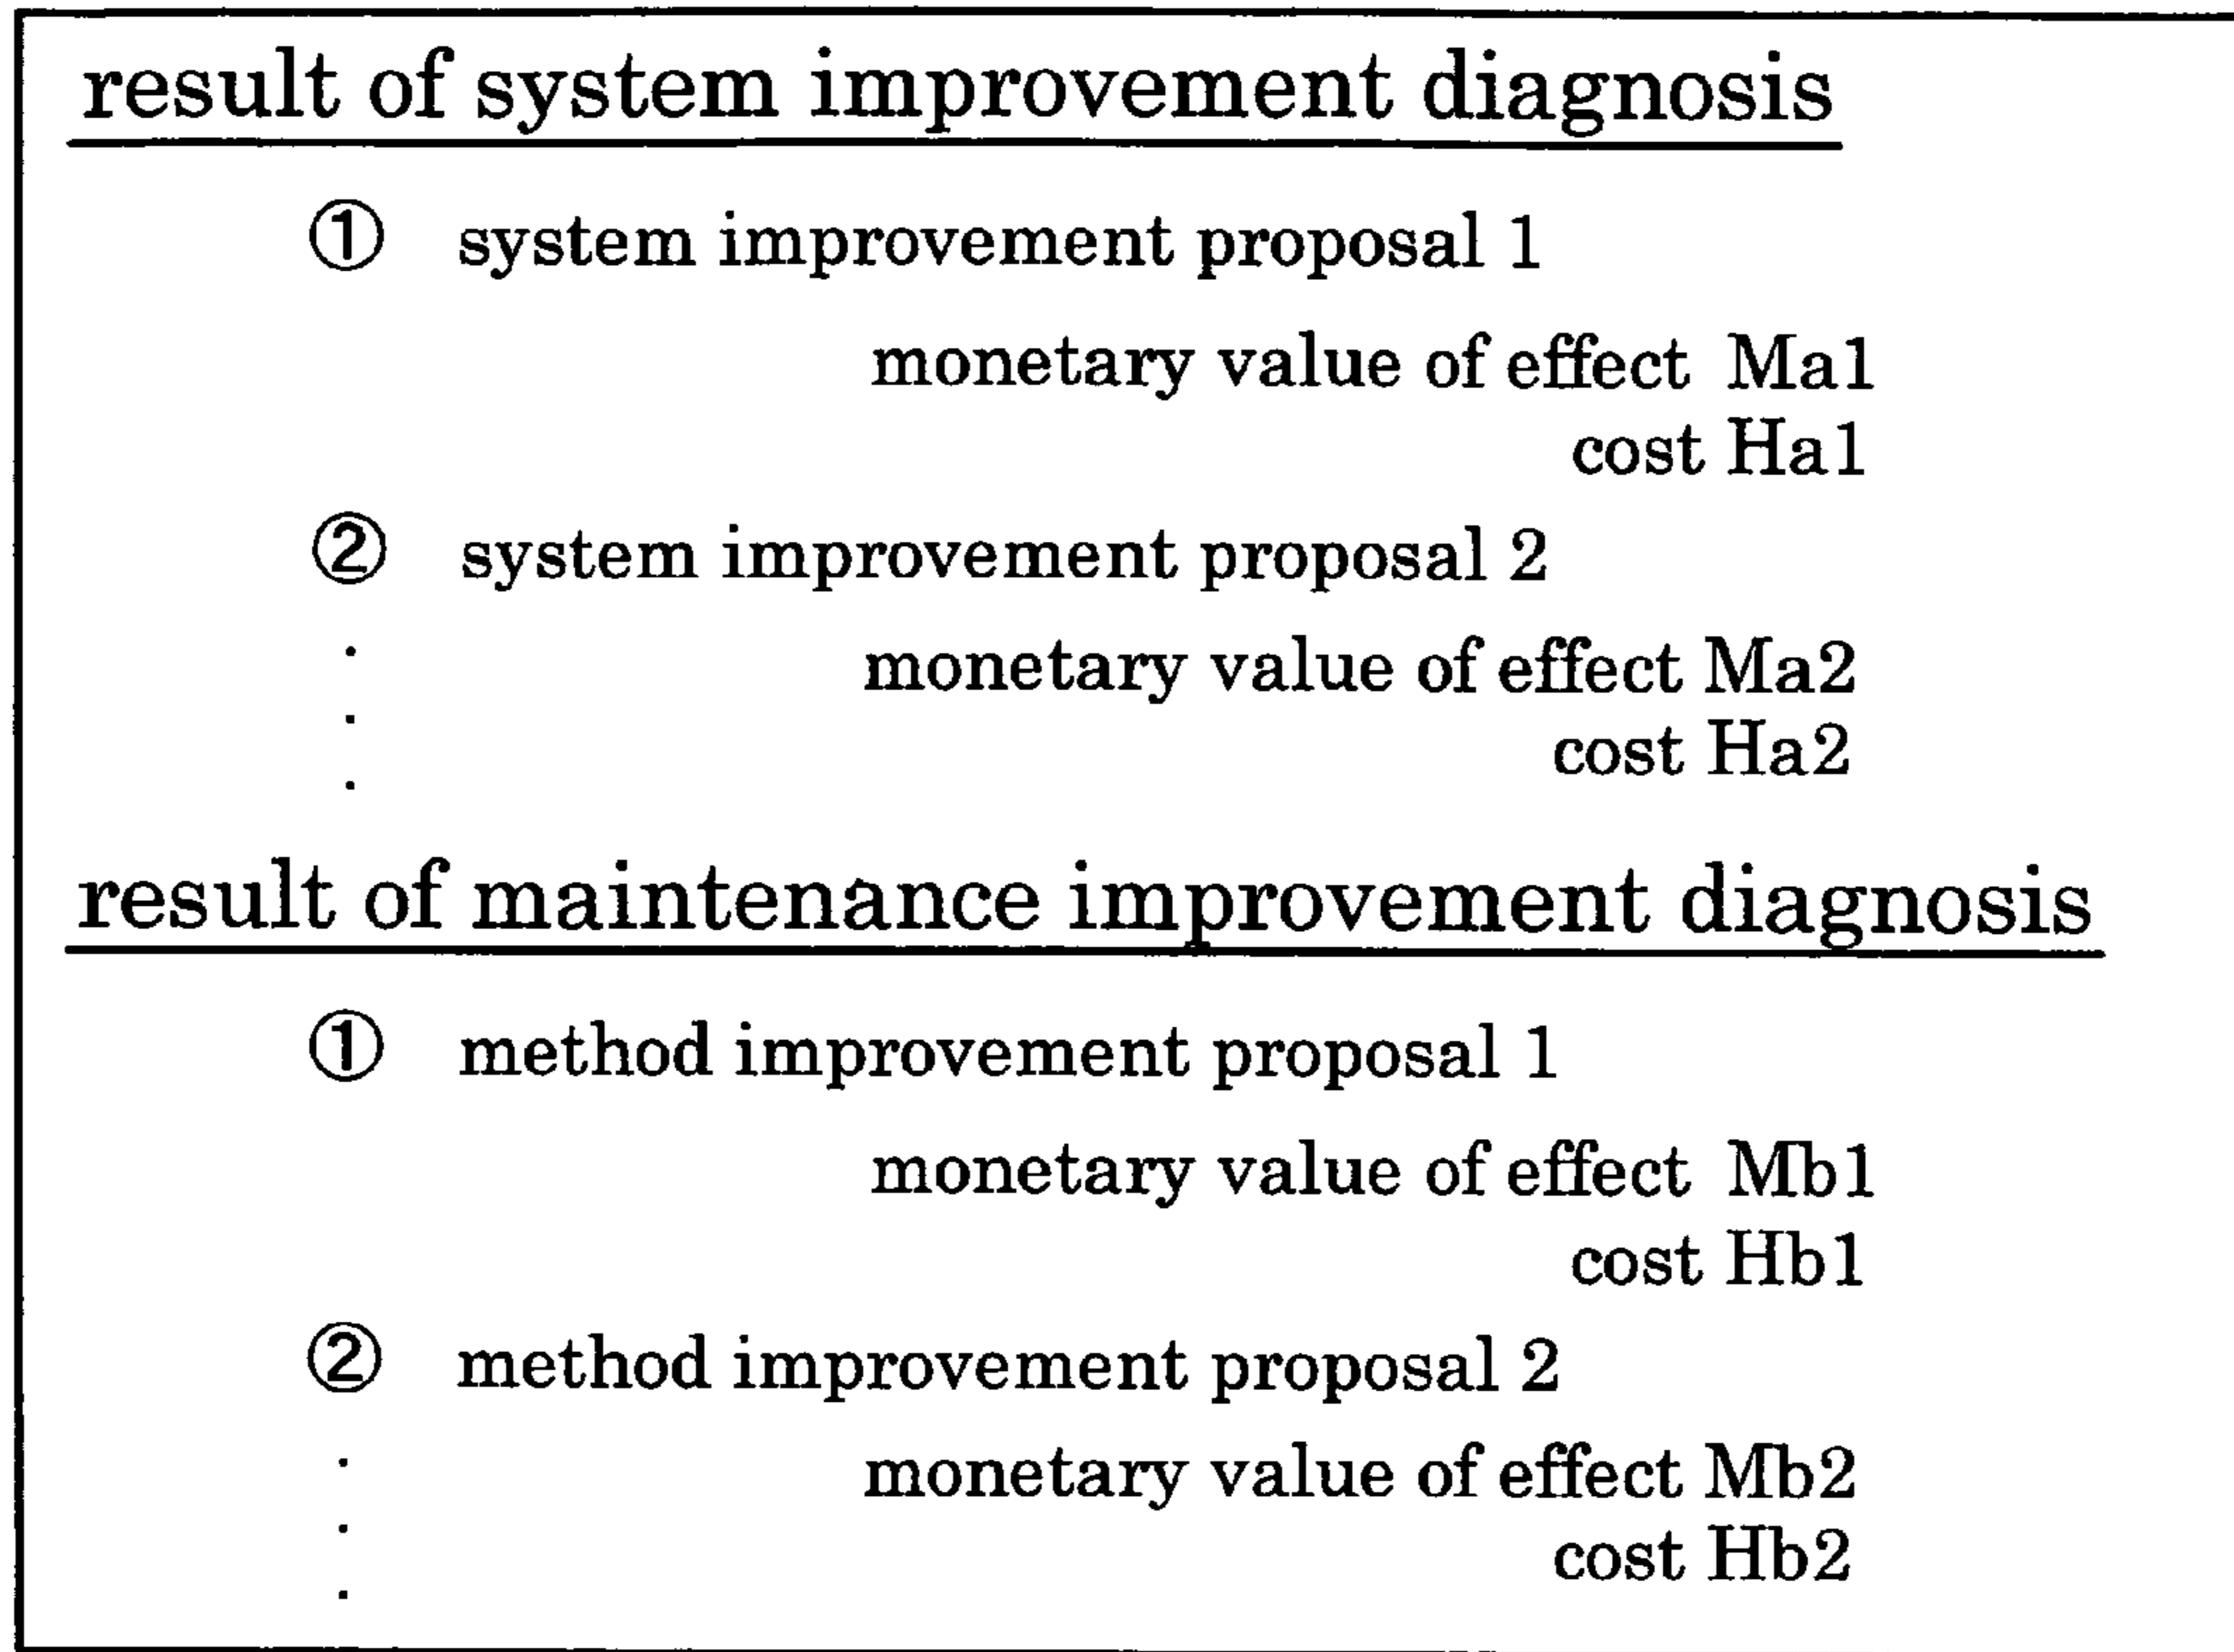 result of system improvement diagnosis
① system improvement proposal 1
monetary value of effect Ma1
cost Ha1
② system improvement proposal 2
.
monetary value of effect Ma2
.
cost Ha2
.
result of maintenance improvement diagnosis
① method improvement proposal 1
monetary value of effect Mb1
cost Hb1
② method improvement proposal 2
.
monetary value of effect Mb2
.
cost Hb2
.